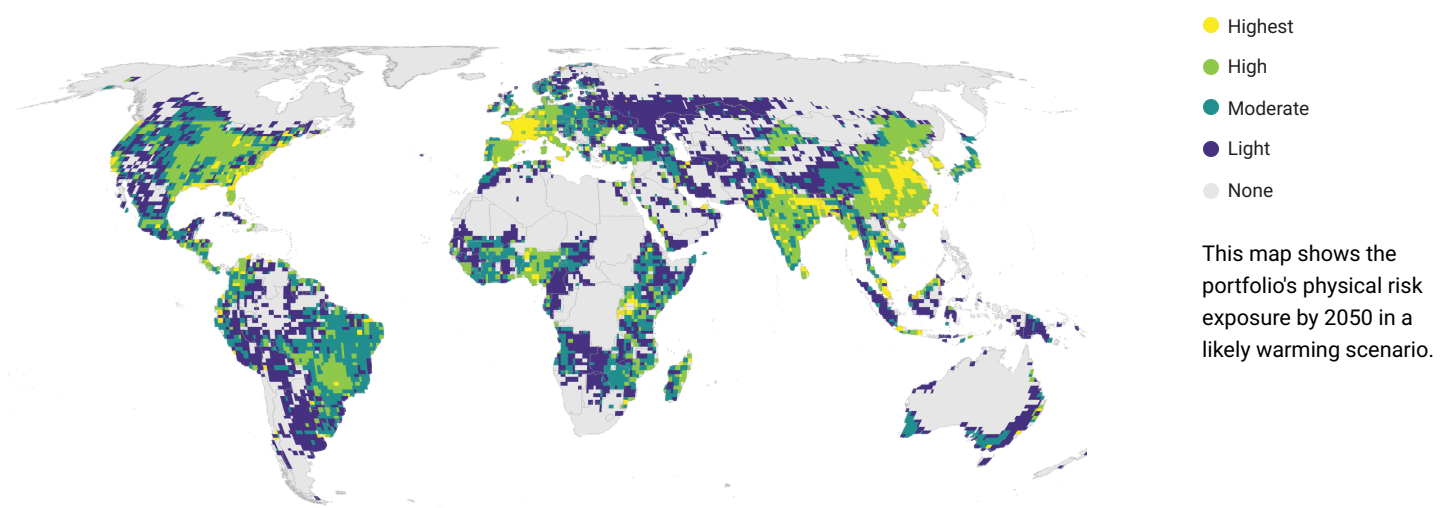 Highest
High
Moderate
Light
None
This map shows the
portfolio's physical risk
exposure by 2050 in a
likely warming scenario.